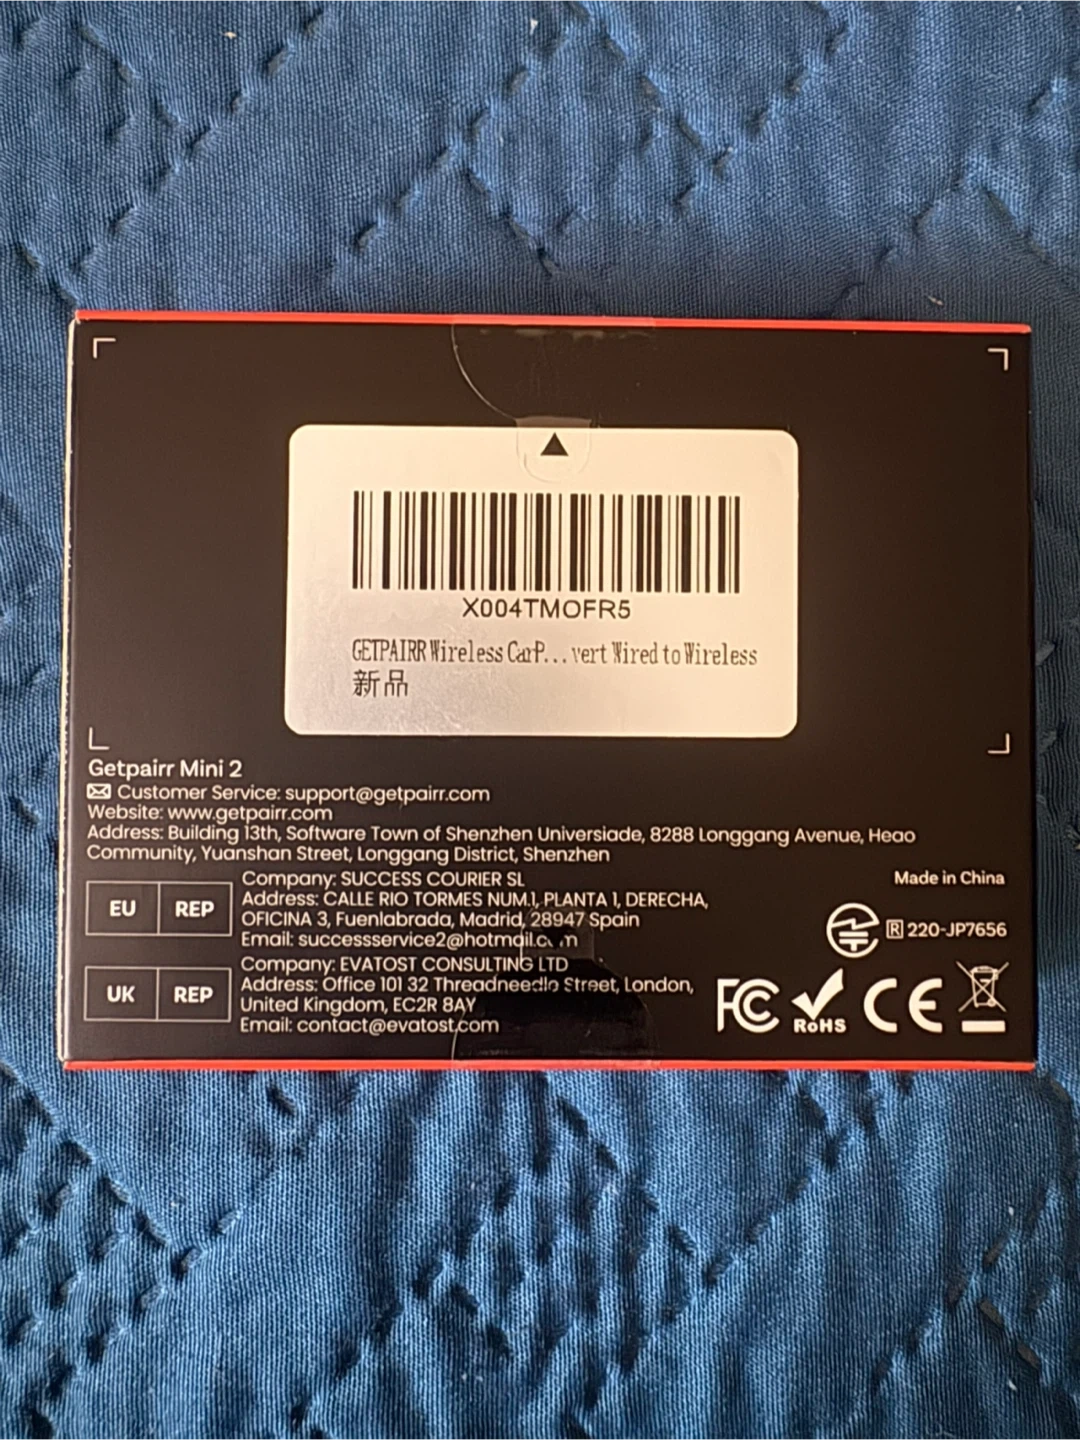 X004TMOFR5
GETPAIRR Wireless CarP... vert Wired to Wireless
新品
Getpairr Mini 2
Customer Service: support@getpairr.com
Website: www.getpairr.com
Address: Building 13th, Software Town of Shenzhen Universiade, 8288 Longgang Avenue, Heao
Community, Yuanshan Street, Longgang District, Shenzhen
Made in China
EU REP
Company: SUCCESS COURIER SL
Address: CALLE RIO TORMES NUM.1, PLANTA 1, DERECHA,
OFICINA 3, Fuenlabrada, Madrid, 28947 Spain
Email: successservice2@hotmail.com
R 220-JP7656
UK REP
Company: EVATOST CONSULTING LTD
Address: Office 101 32 Threadneedle Street, London,
United Kingdom, EC2R 8AY
Email: contact@evatost.com
FC RoHS CE